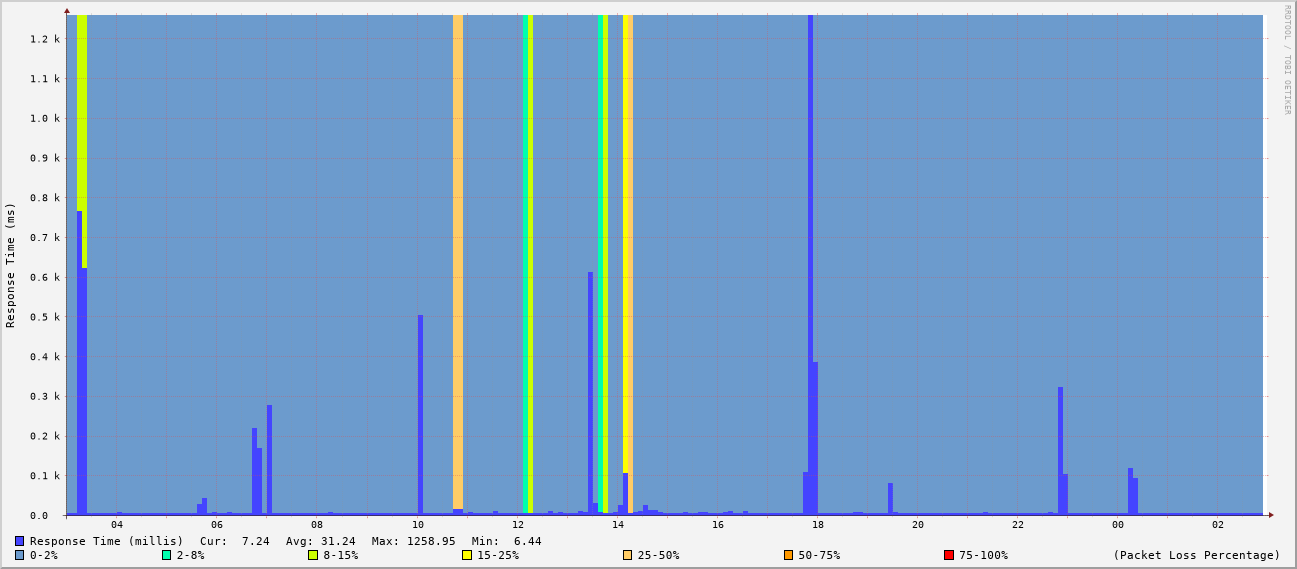 RRDTOOL / TOBI OETIKER
Response Time (ms)
1.2 k
1.1 k
1.0 k
0.9 k
0.8 k
0.7 k
0.6 k
0.5 k
0.4 k
0.3 k
0.2 k
0.1 k
0.0
04 06 08 10 12 14 16 18 20 22 00 02
Response Time (millis) Cur: 7.24 Avg: 31.24 Max: 1258.95 Min: 6.44
0-2% 2-8% 8-15% 15-25% 25-50% 50-75% 75-100% (Packet Loss Percentage)